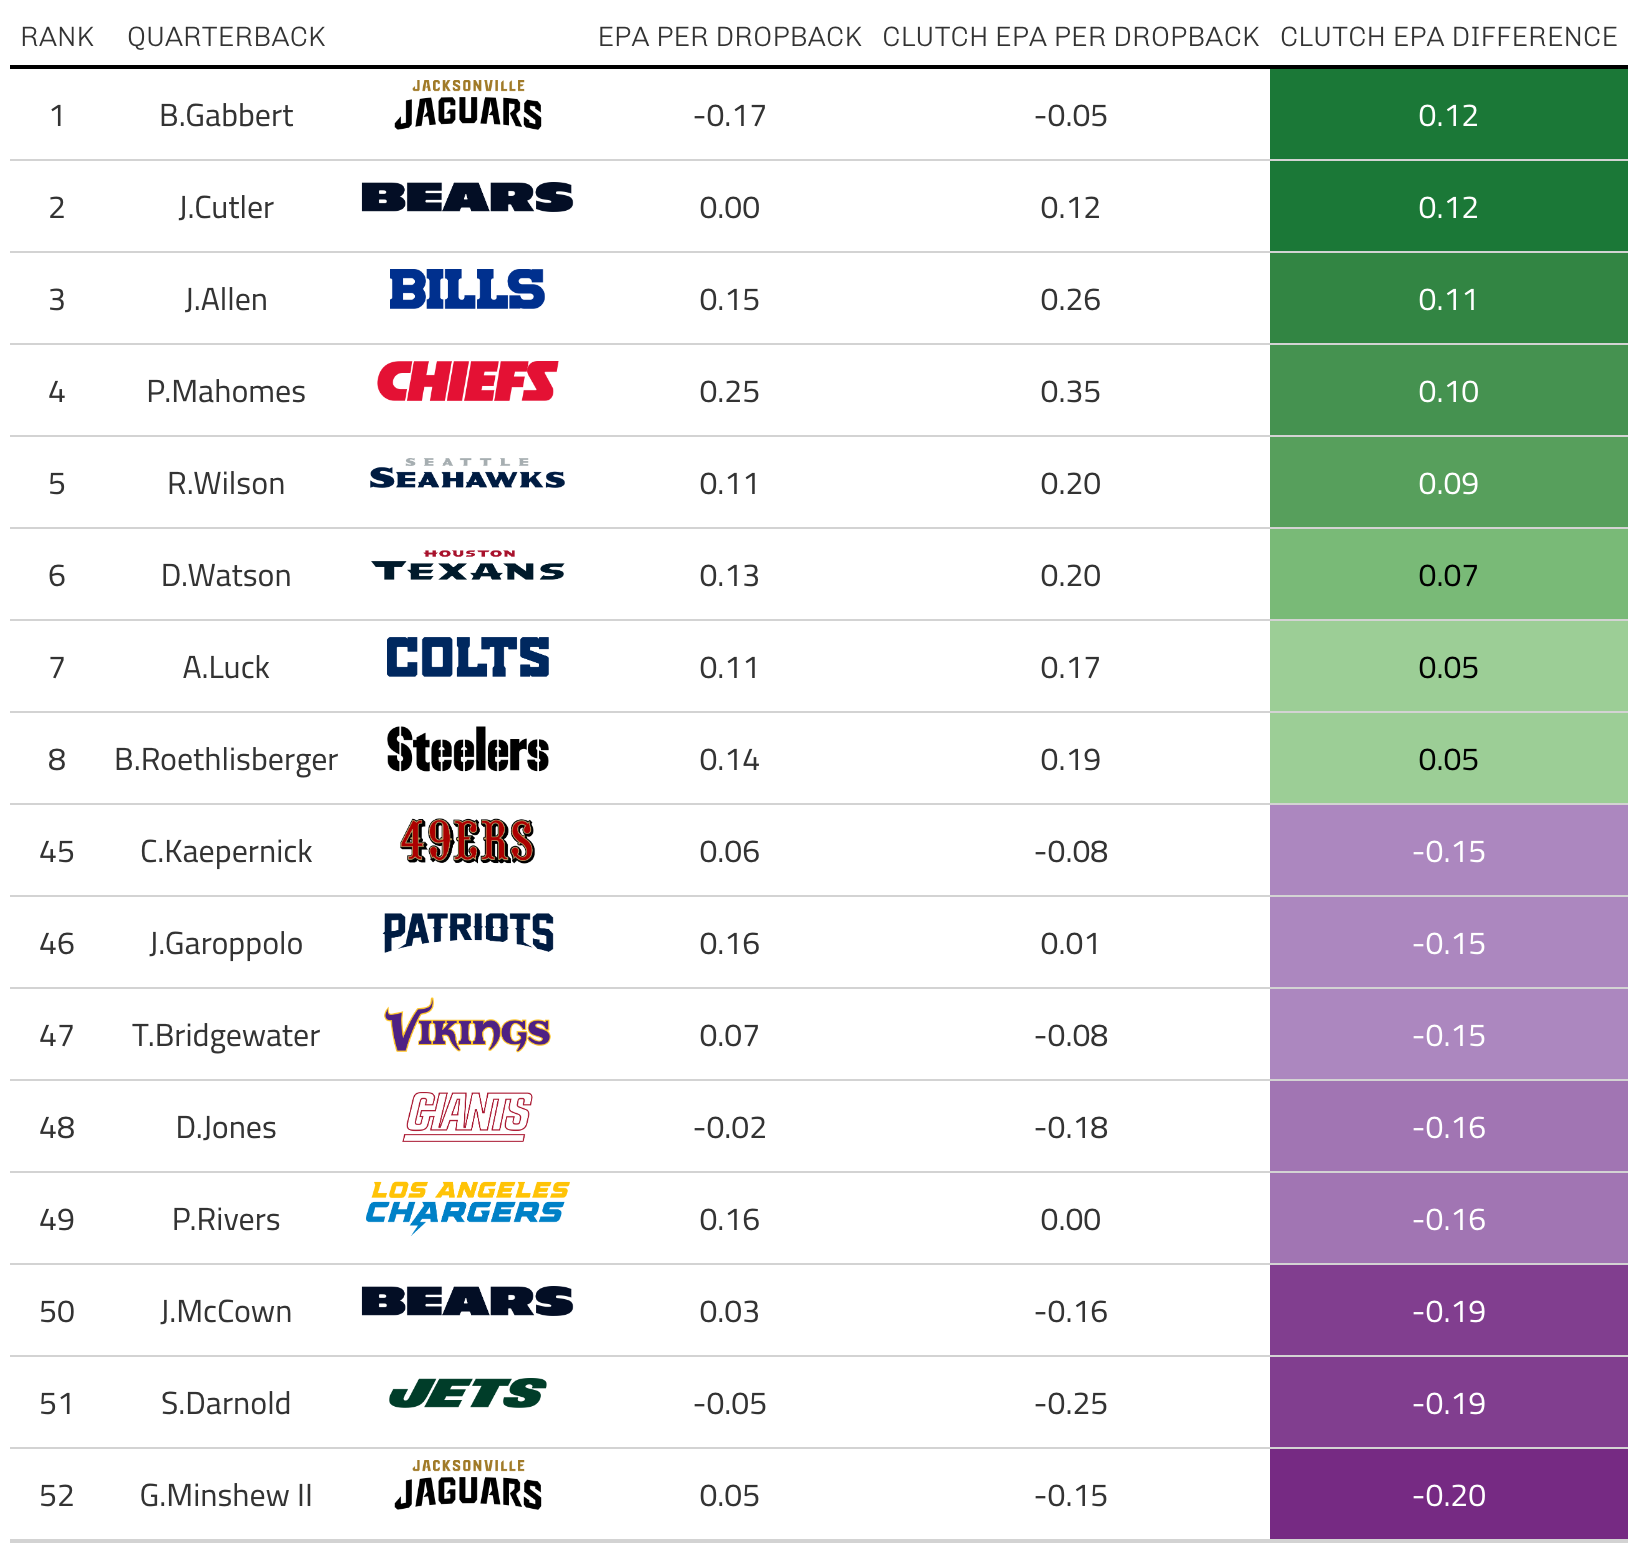 RANK QUARTERBACK EPA PER DROPBACK CLUTCH EPA PER DROPBACK CLUTCH EPA DIFFERENCE
1 B.Gabbert JACKSONVILLE JAGUARS -0.17 -0.05 0.12
2 J.Cutler BEARS 0.00 0.12 0.12
3 J.Allen BILLS 0.15 0.26 0.11
4 P.Mahomes CHIEFS 0.25 0.35 0.10
5 R.Wilson SEATTLE SEAHAWKS 0.11 0.20 0.09
6 D.Watson HOUSTON TEXANS 0.13 0.20 0.07
7 A.Luck COLTS 0.11 0.17 0.05
8 B.Roethlisberger Steelers 0.14 0.19 0.05
45 C.Kaepernick 49ERS 0.06 -0.08 -0.15
46 J.Garoppolo PATRIOTS 0.16 0.01 -0.15
47 T.Bridgewater VIKINGS 0.07 -0.08 -0.15
48 D.Jones GIANTS -0.02 -0.18 -0.16
49 P.Rivers LOS ANGELES CHARGERS 0.16 0.00 -0.16
50 J.McCown BEARS 0.03 -0.16 -0.19
51 S.Darnold JETS -0.05 -0.25 -0.19
52 G.Minshew II JACKSONVILLE JAGUARS 0.05 -0.15 -0.20